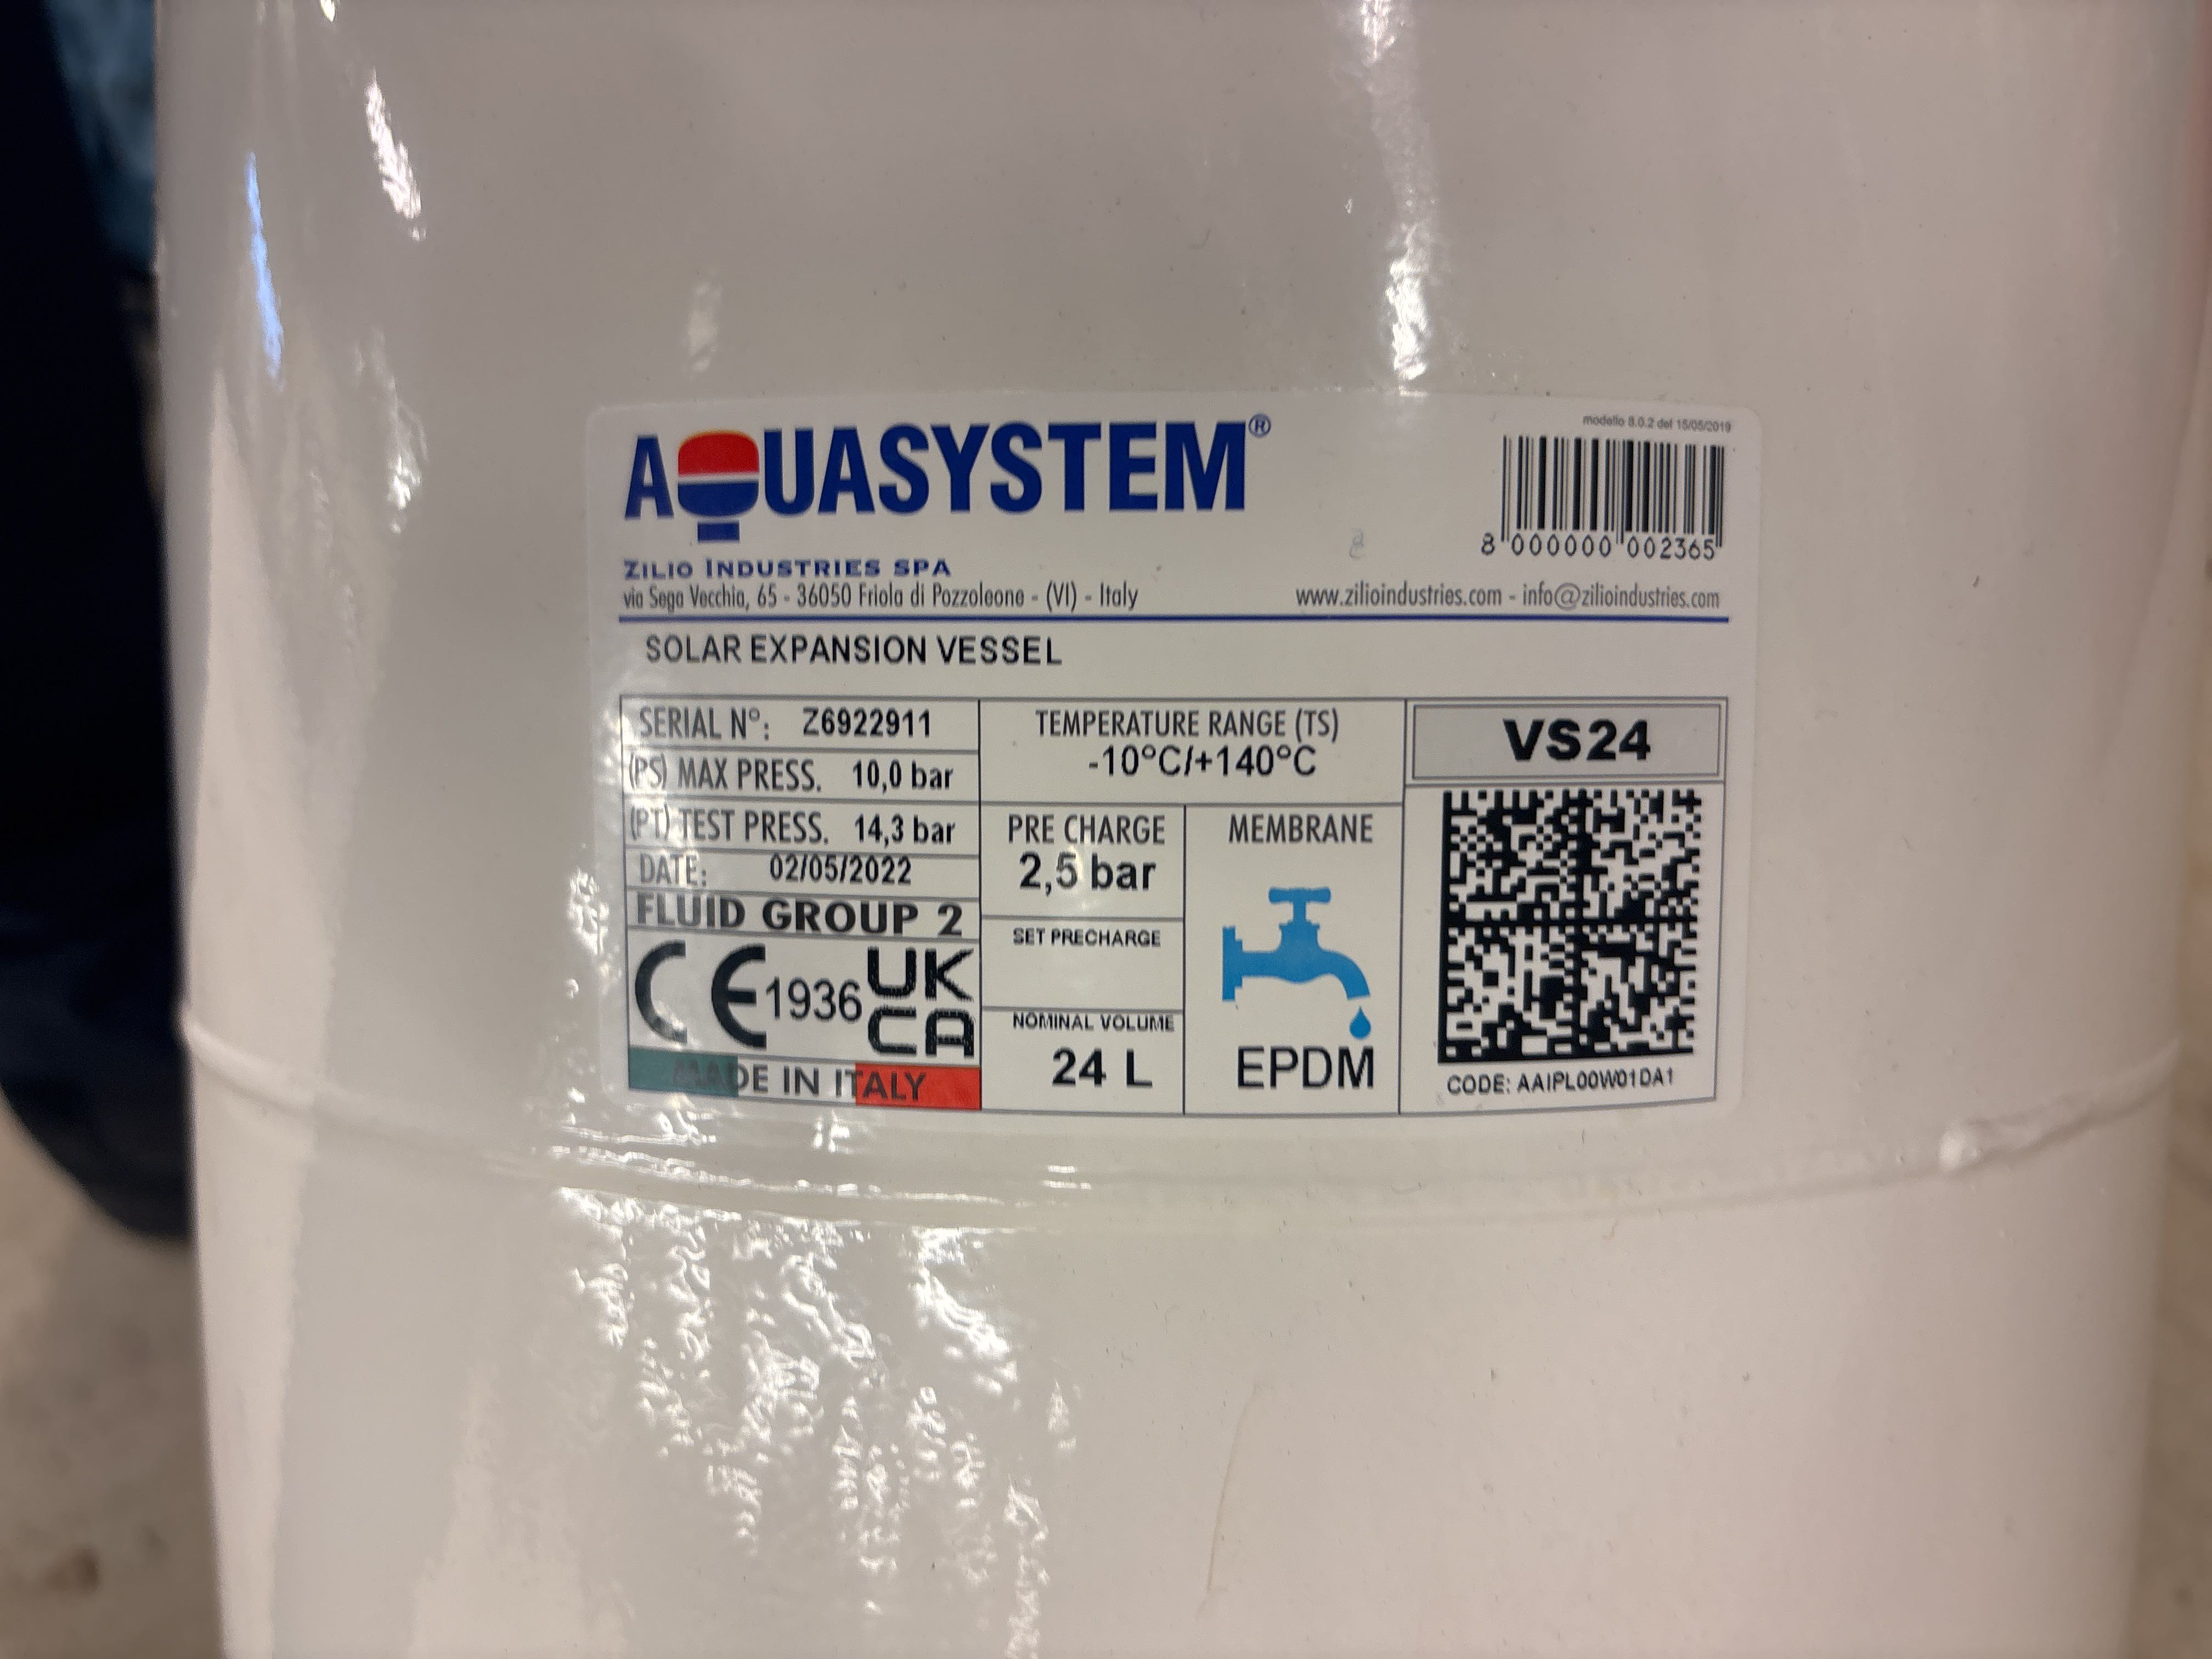 AQUASYSTEM®
modello 8.0.2 del 15/05/2019
8 000000 002365
ZILIO INDUSTRIES SPA
via Sega Vecchia, 65 - 36050 Friola di Pozzoleone - (VI) - Italy
www.zilioindustries.com - info@zilioindustries.com
SOLAR EXPANSION VESSEL
SERIAL N°: Z6922911
(PS) MAX PRESS. 10,0 bar
(PT) TEST PRESS. 14,3 bar
DATE: 02/05/2022
FLUID GROUP 2
CE 1936 UK
CA
MADE IN ITALY
TEMPERATURE RANGE (TS)
-10°C/+140°C
PRE CHARGE
2,5 bar
SET PRECHARGE
NOMINAL VOLUME
24 L
MEMBRANE
EPDM
VS24
CODE: AAIPL00W01DA1